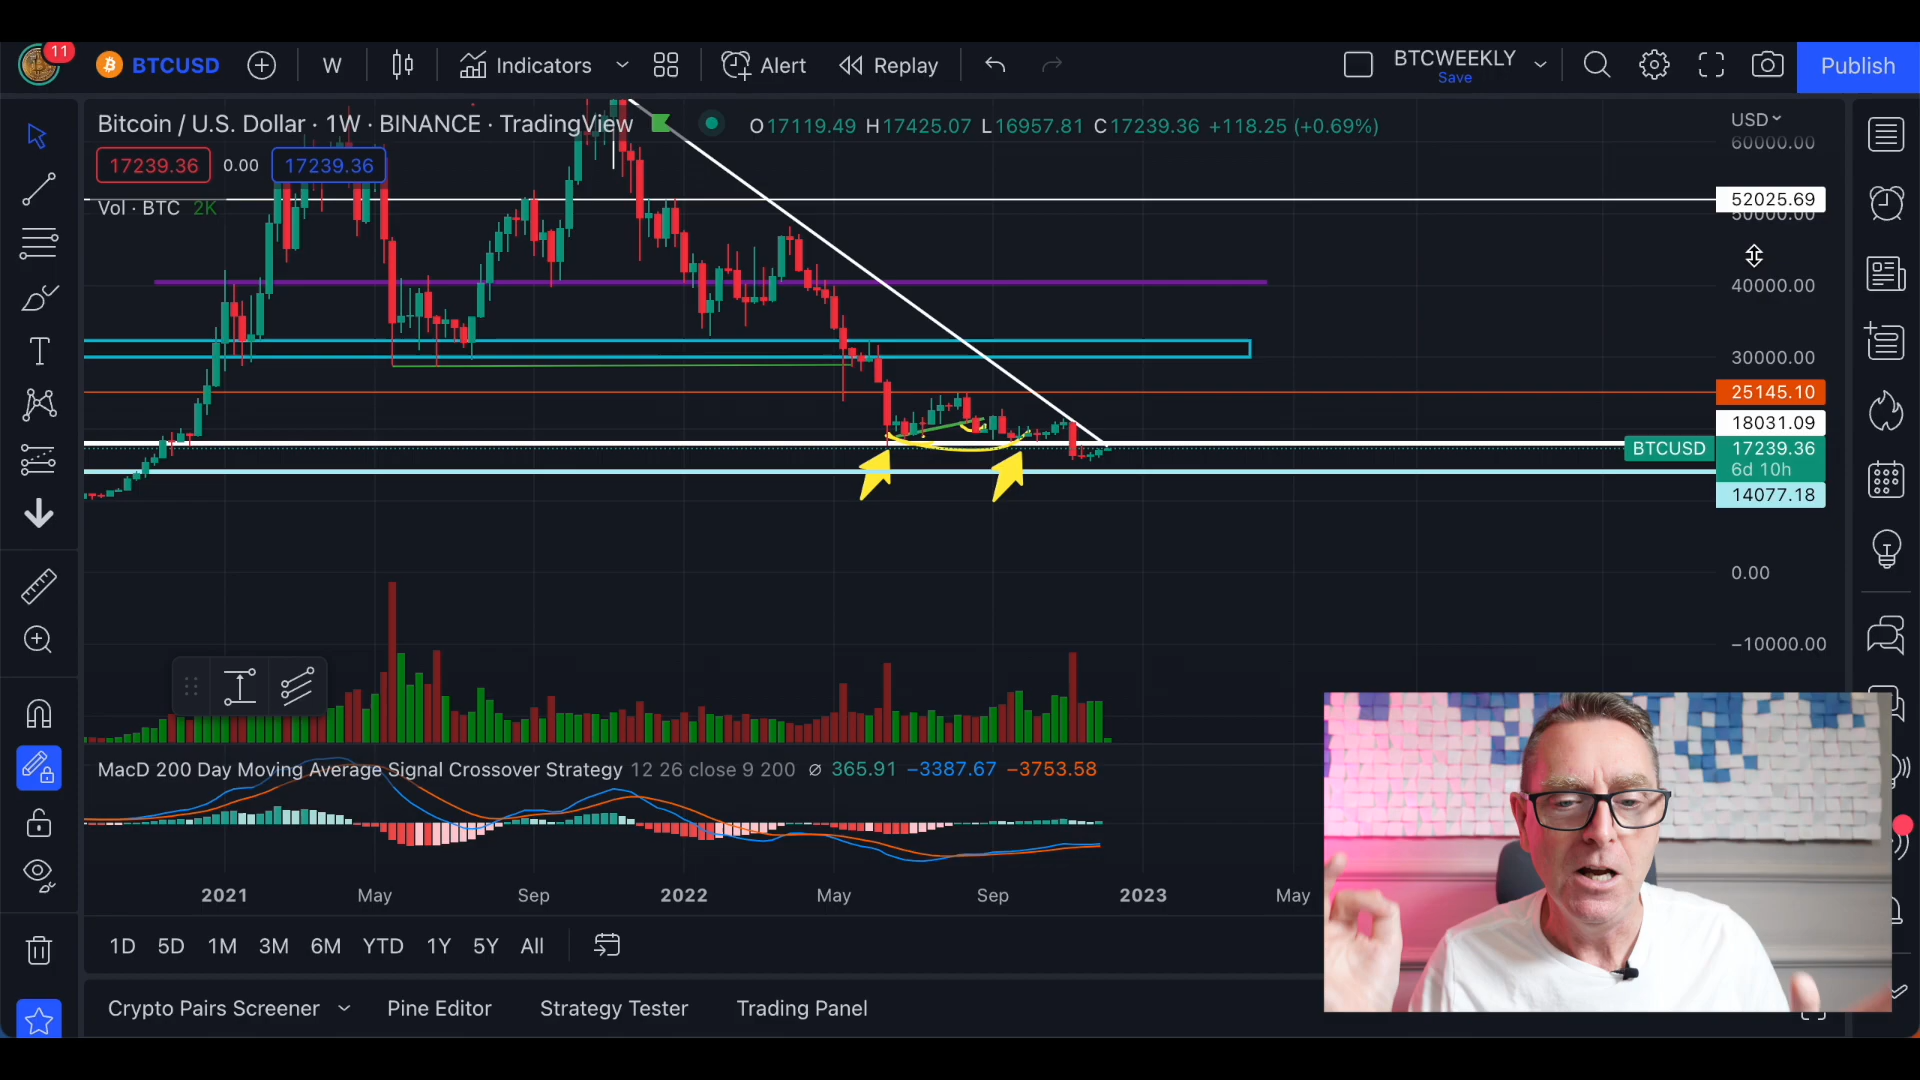 11
BTCUSD
W
Indicators
Alert
Replay
BTCWEEKLY
Save
Publish
Bitcoin / U.S. Dollar · 1W · BINANCE · TradingView
O17119.49 H17425.07 L16957.81 C17239.36 +118.25 (+0.69%)
USD
60000.00
17239.36 0.00 17239.36
Vol · BTC 2K
52025.69
50000.00
40000.00
30000.00
25145.10
18031.09
BTCUSD 17239.36
6d 10h
14077.18
0.00
−10000.00
MacD 200 Day Moving Average Signal Crossover Strategy 12 26 close 9 200 ∅ 365.91 −3387.67 −3753.58
2021 May Sep 2022 May Sep 2023 May
1D 5D 1M 3M 6M YTD 1Y 5Y All
Crypto Pairs Screener Pine Editor Strategy Tester Trading Panel